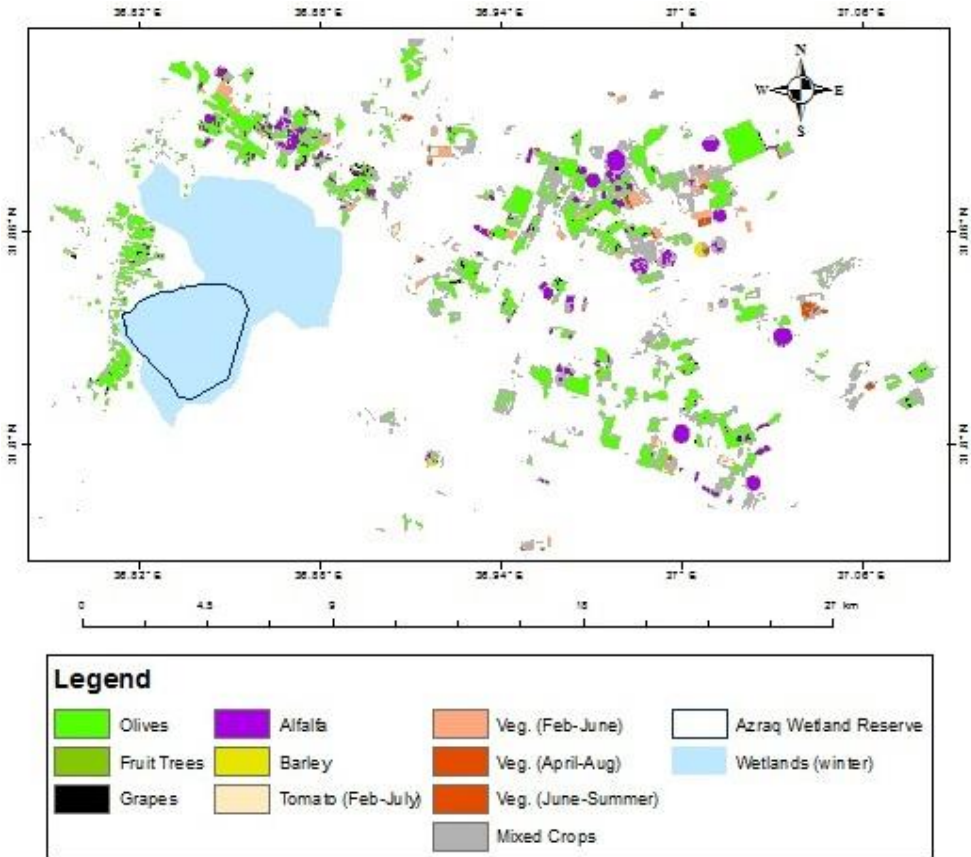 36.82° E 36.88° E 36.94° E 37° E 37.06° E
N
W E
S
31.86°N 31.86°N
31.8°N 31.8°N
36.82° E 36.88° E 36.94° E 37° E 37.06° E
0 4.5 9 18 27 km
Legend
Olives Alfalfa Veg. (Feb-June) Azraq Wetland Reserve
Fruit Trees Barley Veg. (April-Aug) Wetlands (winter)
Grapes Tomato (Feb-July) Veg. (June-Summer)
Mixed Crops